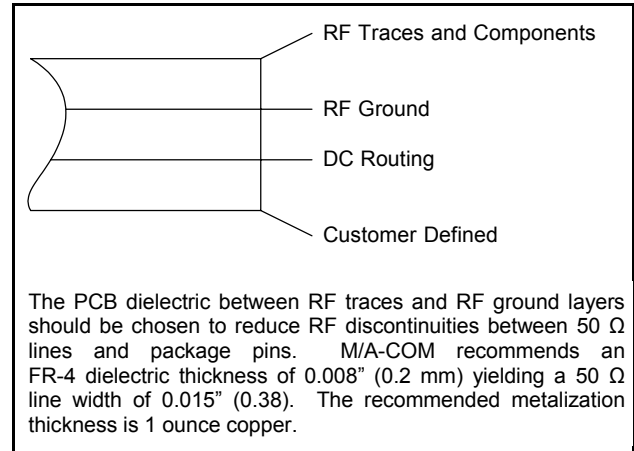 RF Traces and Components
RF Ground
DC Routing
Customer Defined
The PCB dielectric between RF traces and RF ground layers
should be chosen to reduce RF discontinuities between 50 Ω
lines and package pins. M/A-COM recommends an
FR-4 dielectric thickness of 0.008” (0.2 mm) yielding a 50 Ω
line width of 0.015” (0.38). The recommended metalization
thickness is 1 ounce copper.